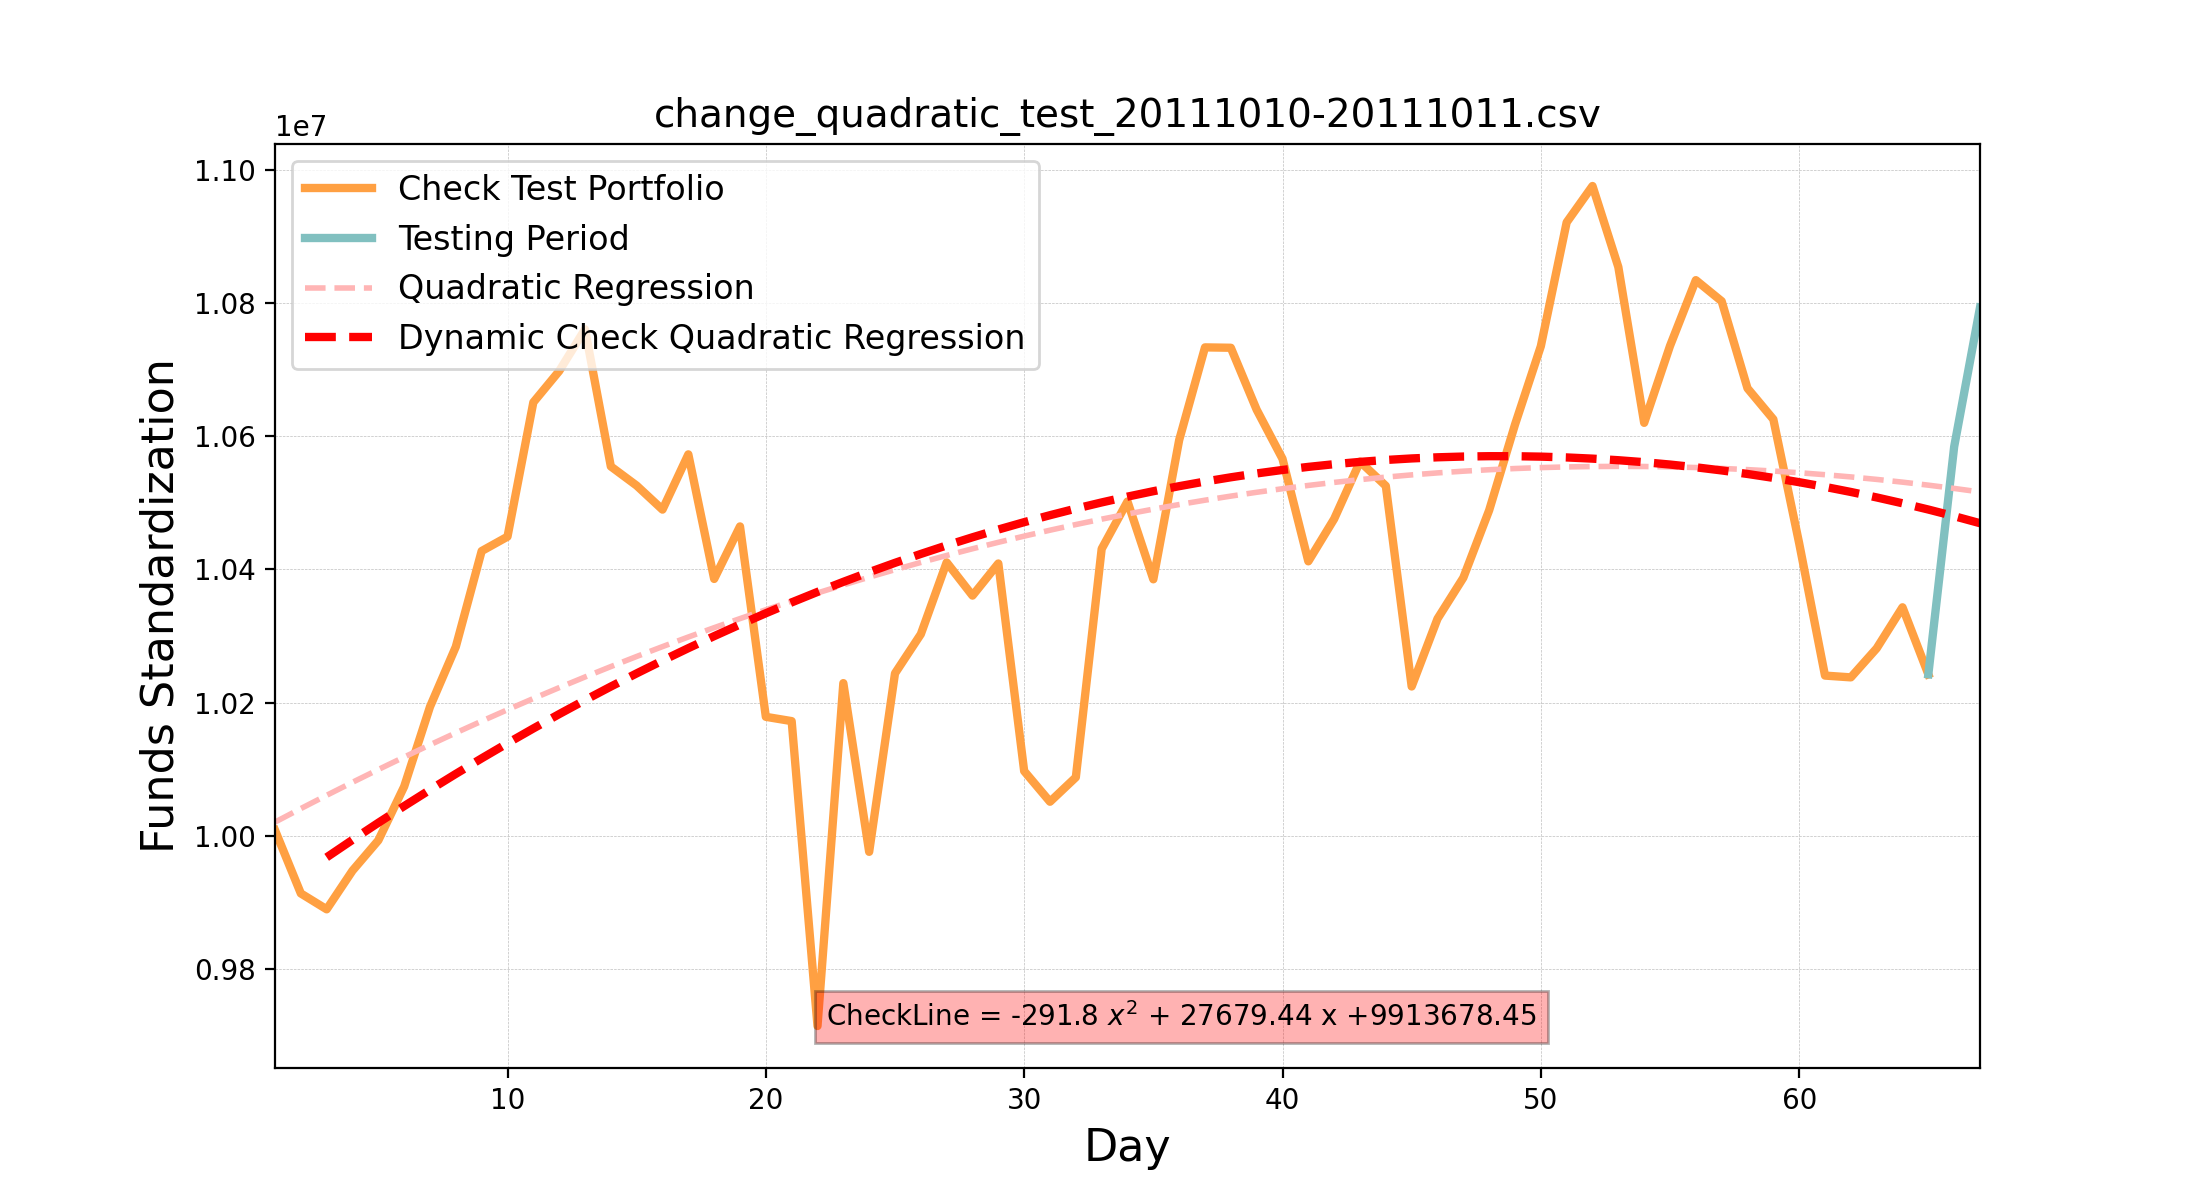 change_quadratic_test_20111010-20111011.csv
1e7
1.10
1.08
1.06
1.04
1.02
1.00
0.98
Funds Standardization
Check Test Portfolio
Testing Period
Quadratic Regression
Dynamic Check Quadratic Regression
CheckLine = -291.8 x² + 27679.44 x +9913678.45
10 20 30 40 50 60
Day